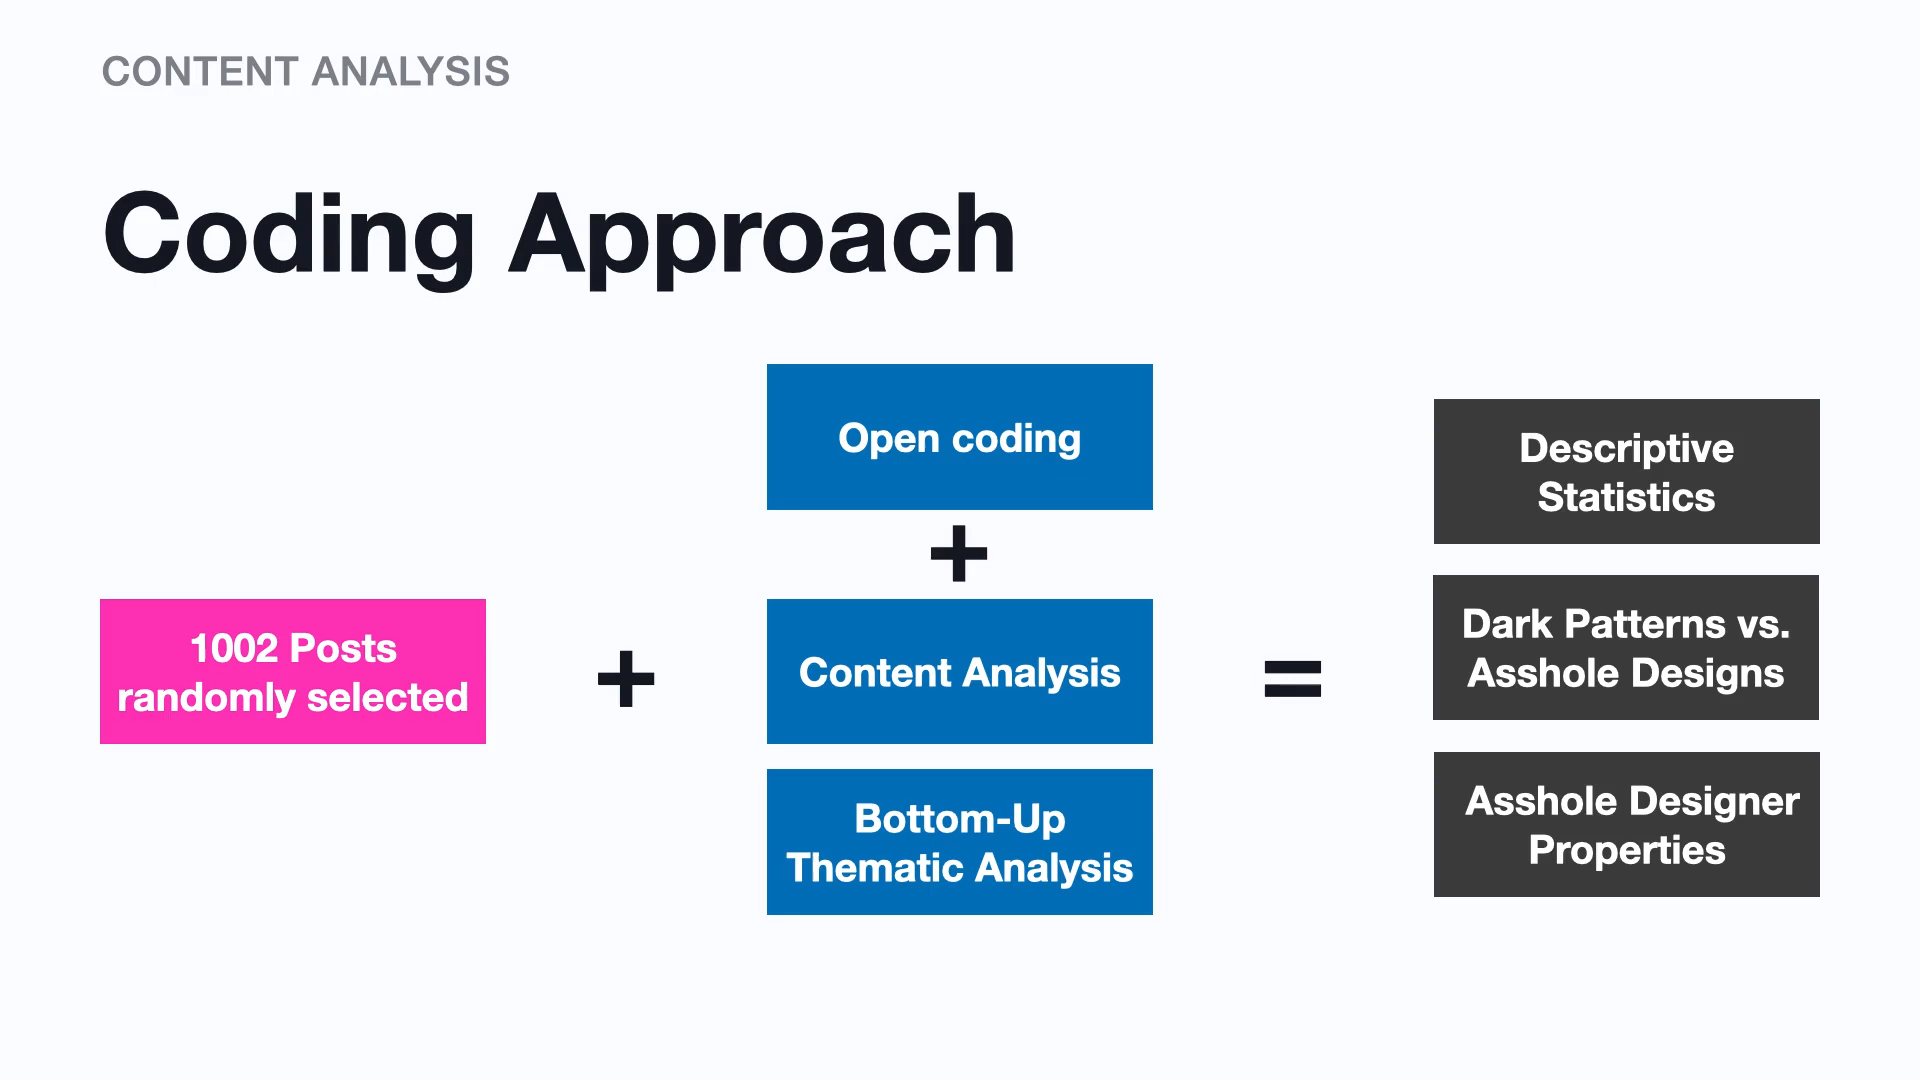 CONTENT ANALYSIS
Coding Approach
1002 Posts
randomly selected
+
Open coding
+
Content Analysis
Bottom-Up
Thematic Analysis
=
Descriptive
Statistics
Dark Patterns vs.
Asshole Designs
Asshole Designer
Properties